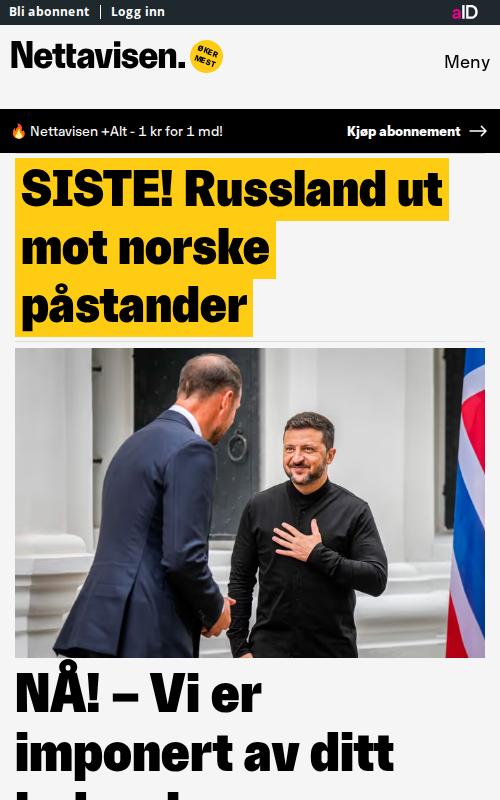 Bli abonnent | Logg inn
aID
Nettavisen.
ØKER
MEST
Meny
Nettavisen +Alt - 1 kr for 1 md!
Kjøp abonnement
SISTE! Russland ut
mot norske
påstander
NÅ! – Vi er
imponert av ditt